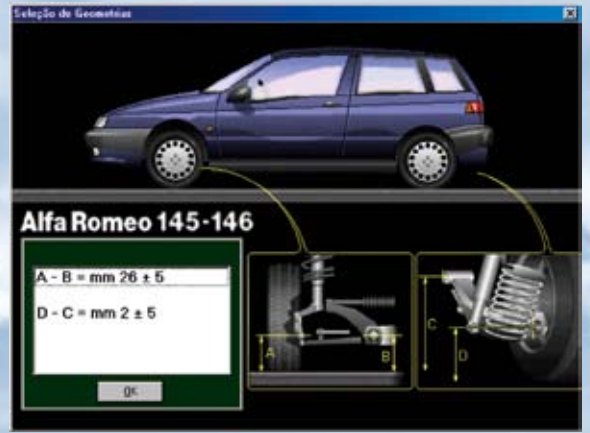 Seleção de Geometrias
Alfa Romeo 145-146
A - B = mm 26 ± 5
D - C = mm 2 ± 5
OK
A
B
C
D